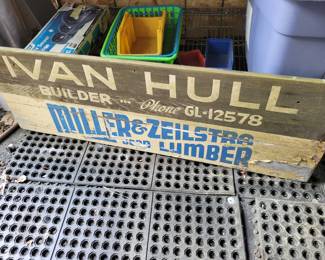 IVAN HULL
BUILDER ... Phone GL-12578
MILLER & ZEILSTRA
LUMBER